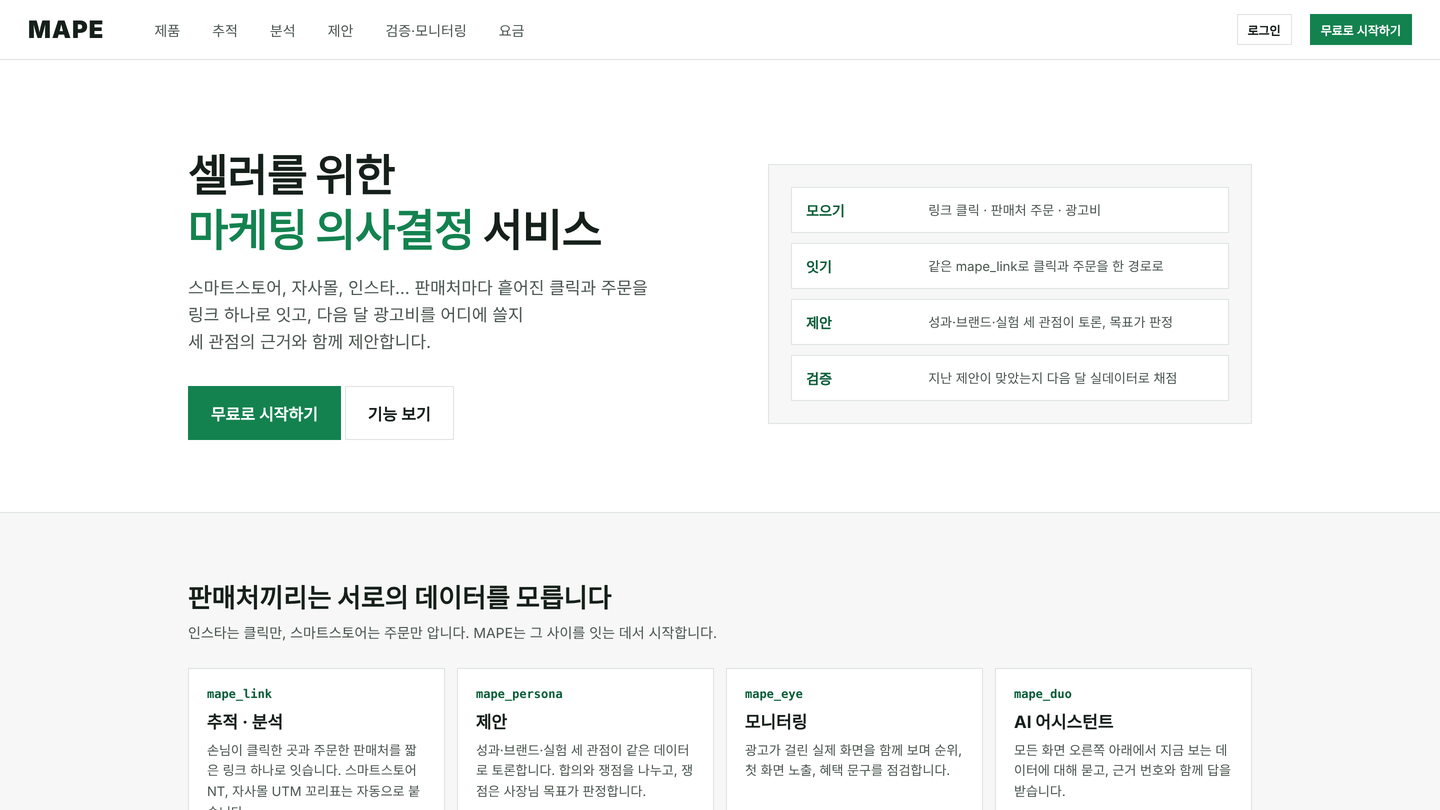 MAPE
제품
추적
분석
제안
검증·모니터링
요금
로그인
무료로 시작하기
셀러를 위한
마케팅 의사결정 서비스
스마트스토어, 자사몰, 인스타… 판매처마다 흩어진 클릭과 주문을
링크 하나로 잇고, 다음 달 광고비를 어디에 쓸지
세 관점의 근거와 함께 제안합니다.
무료로 시작하기
기능 보기
모으기
링크 클릭 · 판매처 주문 · 광고비
잇기
같은 mape_link로 클릭과 주문을 한 경로로
제안
성과·브랜드·실험 세 관점이 토론, 목표가 판정
검증
지난 제안이 맞았는지 다음 달 실데이터로 채점
판매처끼리는 서로의 데이터를 모릅니다
인스타는 클릭만, 스마트스토어는 주문만 압니다. MAPE는 그 사이를 잇는 데서 시작합니다.
mape_link
추적 · 분석
손님이 클릭한 곳과 주문한 판매처를 짧
은 링크 하나로 잇습니다. 스마트스토어
NT, 자사몰 UTM 꼬리표는 자동으로 붙
mape_persona
제안
성과·브랜드·실험 세 관점이 같은 데이터
로 토론합니다. 합의와 쟁점을 나누고, 쟁
점은 사장님 목표가 판정합니다.
mape_eye
모니터링
광고가 걸린 실제 화면을 함께 보며 순위,
첫 화면 노출, 혜택 문구를 점검합니다.
mape_duo
AI 어시스턴트
모든 화면 오른쪽 아래에서 지금 보는 데
이터에 대해 묻고, 근거 번호와 함께 답을
받습니다.